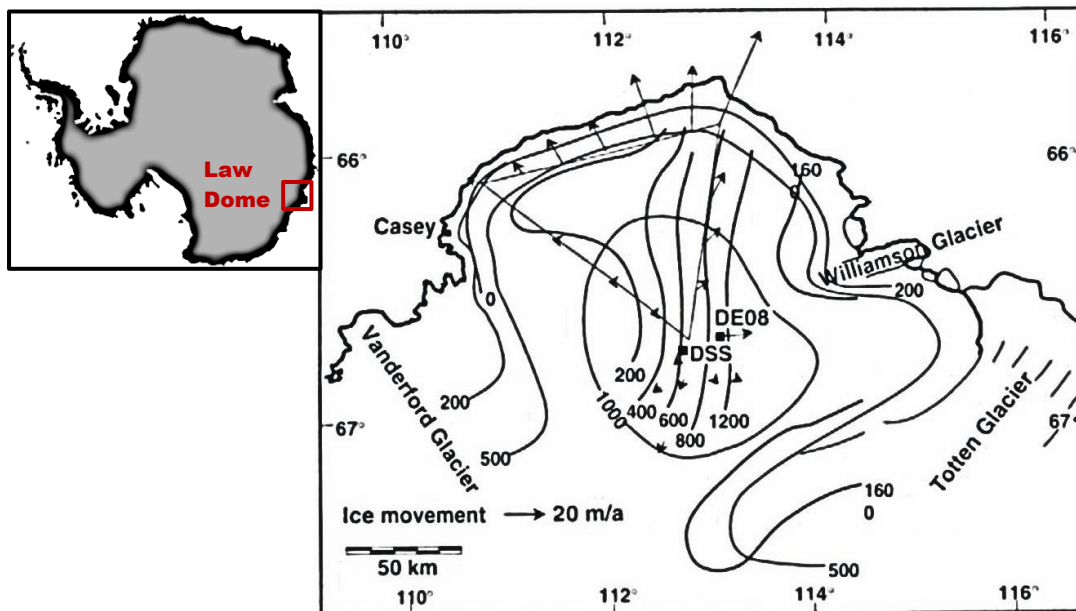 Law
Dome
110° 112° 114° 116°
66° 66°
160
Casey
Williamson Glacier
0
200
DE08
DSS
Vanderford Glacier
200
1000
200
400
600
800
1200
500
Totten Glacier
67° 67°
160
0
Ice movement → 20 m/a
50 km
500
110° 112° 114° 116°